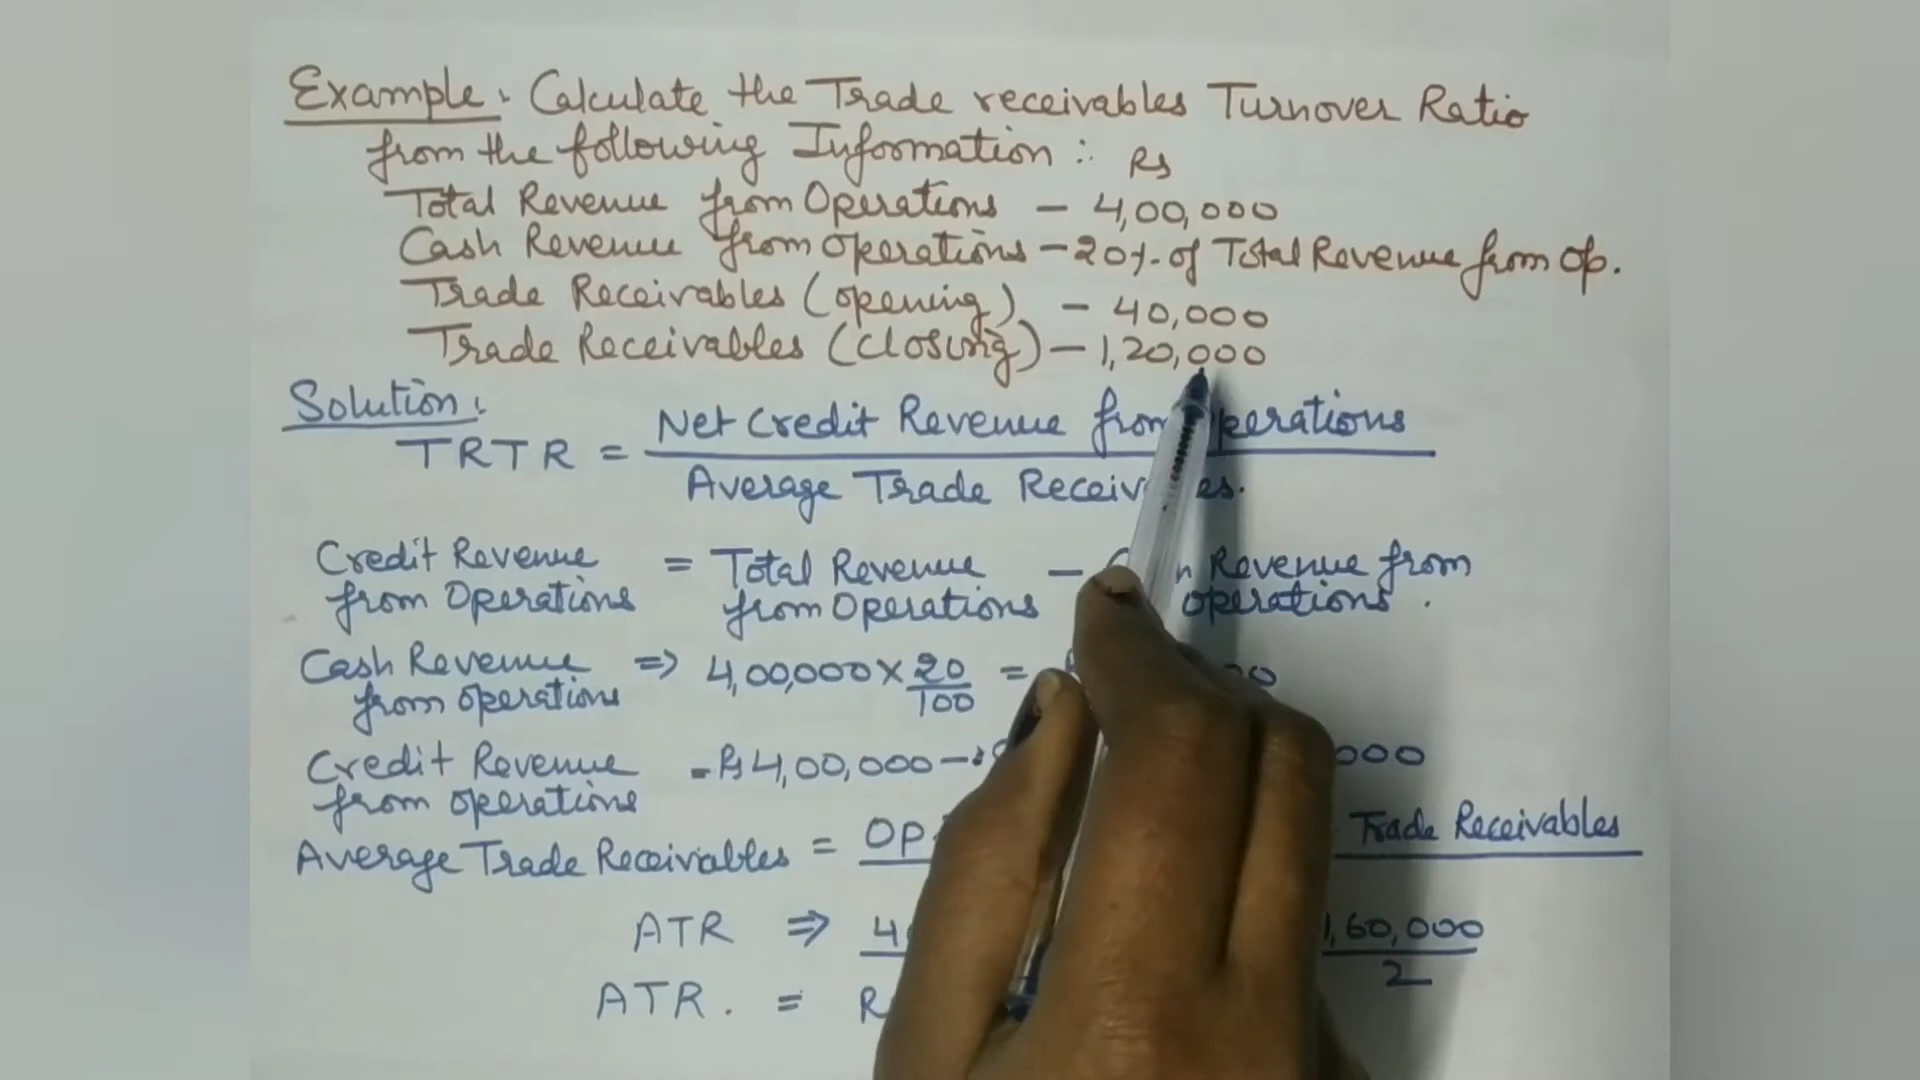 Example. Calculate the Trade receivables Turnover Ratio
from the following Information :. Rs
Total Revenue from Operations - 4,00,000
Cash Revenue from operations - 20%. of Total Revenue from op.
Trade Receivables (opening) - 40,000
Trade Receivables (closing) - 1,20,000
Solution:
TRTR = Net Credit Revenue from
Average Trade Receivables.
Credit Revenue = Total Revenue - Revenue from
from Operations from Operations operations.
Cash Revenue => 4,00,000 × 20 =
from operations 100
Credit Revenue = Rs 4,00,000 -
from operations
Average Trade Receivables = Trade Receivables
ATR => 1,60,000
2
ATR. =